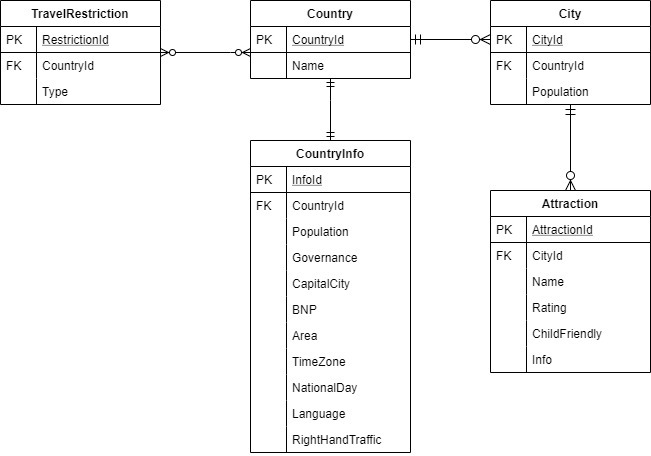 TravelRestriction
PK RestrictionId
FK CountryId
Type
Country
PK CountryId
Name
City
PK CityId
FK CountryId
Population
CountryInfo
PK InfoId
FK CountryId
Population
Governance
CapitalCity
BNP
Area
TimeZone
NationalDay
Language
RightHandTraffic
Attraction
PK AttractionId
FK CityId
Name
Rating
ChildFriendly
Info